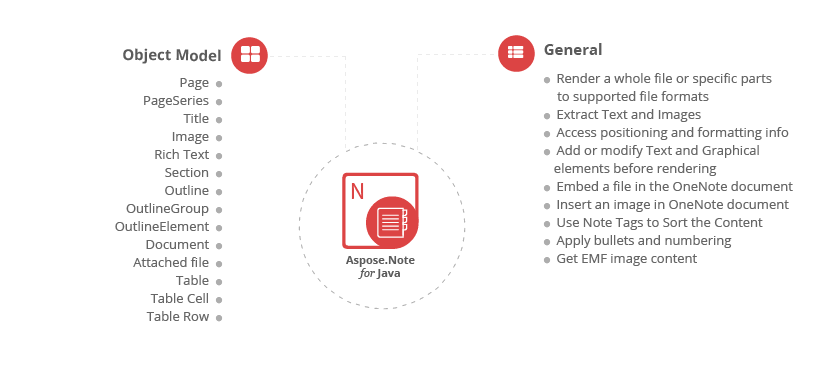 Object Model
Page
PageSeries
Title
Image
Rich Text
Section
Outline
OutlineGroup
OutlineElement
Document
Attached file
Table
Table Cell
Table Row
N
Aspose.Note
for Java
General
Render a whole file or specific parts
to supported file formats
Extract Text and Images
Access positioning and formatting info
Add or modify Text and Graphical
elements before rendering
Embed a file in the OneNote document
Insert an image in OneNote document
Use Note Tags to Sort the Content
Apply bullets and numbering
Get EMF image content